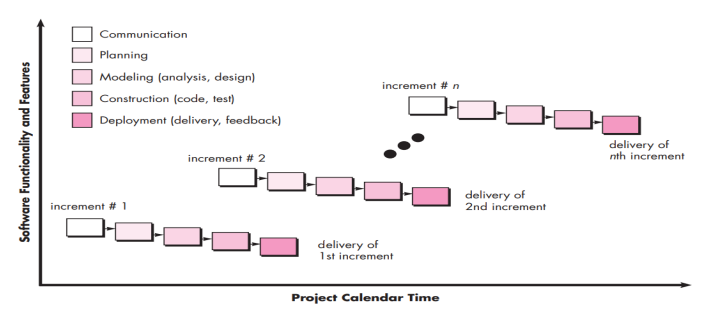 Communication
Planning
Modeling (analysis, design)
Construction (code, test)
Deployment (delivery, feedback)
increment # n
delivery of
nth increment
increment # 2
delivery of
2nd increment
increment # 1
delivery of
1st increment
Software Functionality and Features
Project Calendar Time